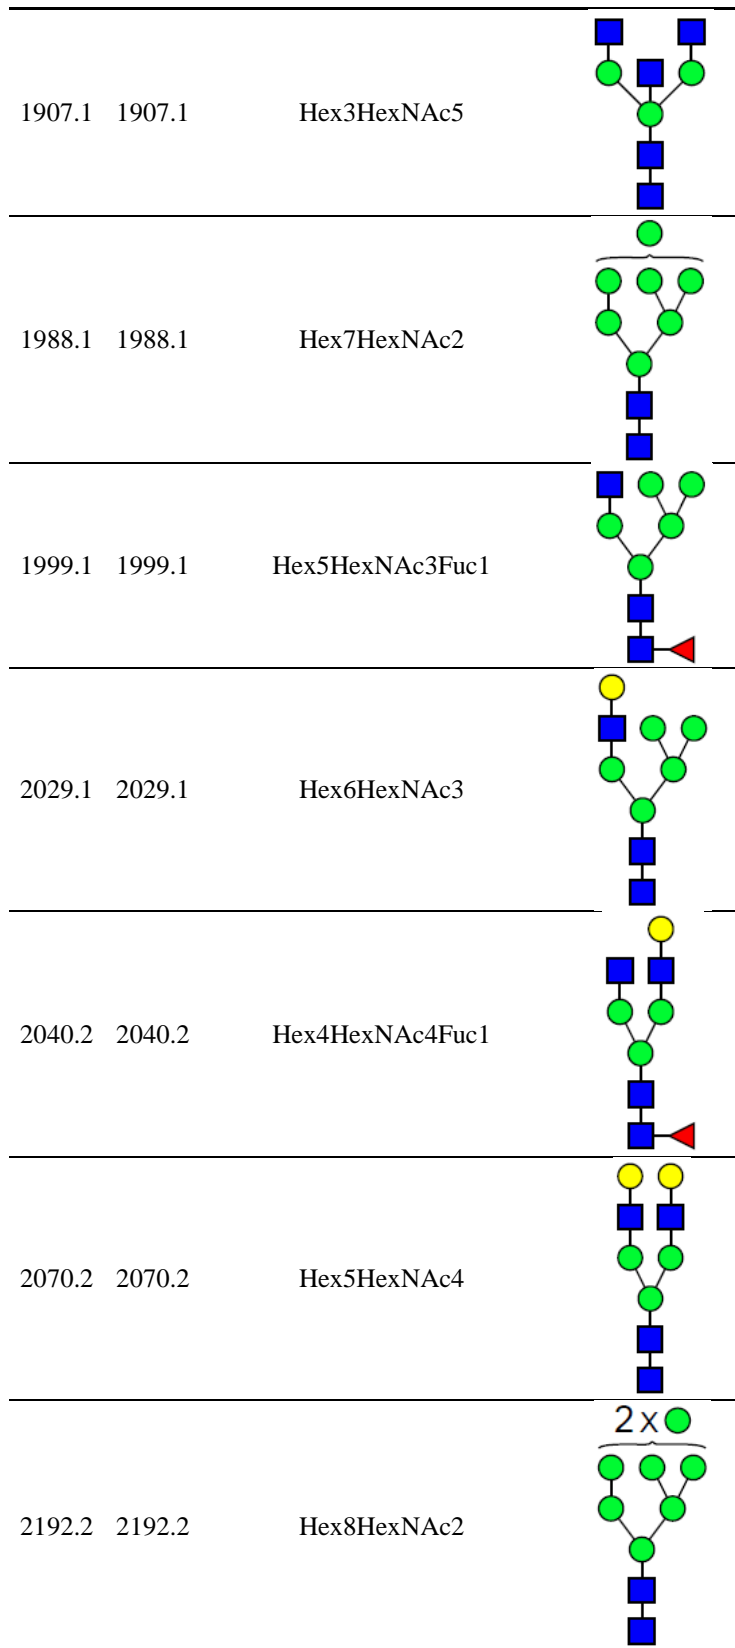 1907.1 1907.1 Hex3HexNAc5
1988.1 1988.1 Hex7HexNAc2
1999.1 1999.1 Hex5HexNAc3Fuc1
2029.1 2029.1 Hex6HexNAc3
2040.2 2040.2 Hex4HexNAc4Fuc1
2070.2 2070.2 Hex5HexNAc4
2 x
2192.2 2192.2 Hex8HexNAc2